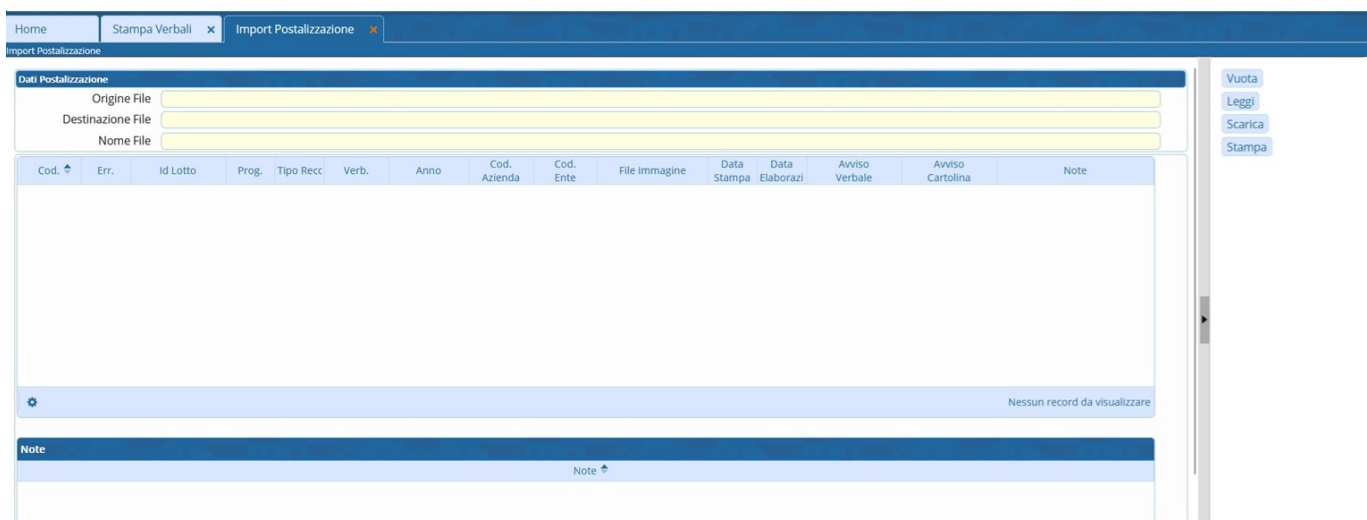 Home Stampa Verbali x Import Postalizzazione x
Import Postalizzazione
Dati Postalizzazione
Origine File
Destinazione File
Nome File
Vuota
Leggi
Scarica
Stampa
Cod. Err. Id Lotto Prog. Tipo Recc Verb. Anno Cod. Azienda Cod. Ente File Immagine Data Stampa Data Elaborazi Avviso Verbale Avviso Cartolina Note
Nessun record da visualizzare
Note
Note